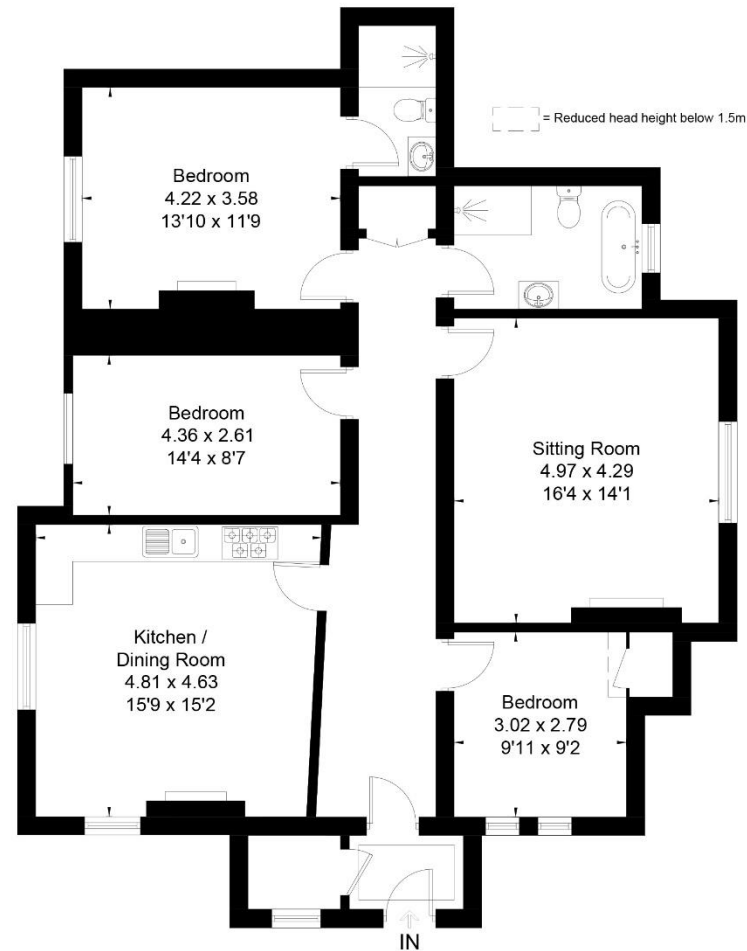 = Reduced head height below 1.5m
Bedroom
4.22 x 3.58
13'10 x 11'9
Bedroom
4.36 x 2.61
14'4 x 8'7
Sitting Room
4.97 x 4.29
16'4 x 14'1
Kitchen /
Dining Room
4.81 x 4.63
15'9 x 15'2
Bedroom
3.02 x 2.79
9'11 x 9'2
IN